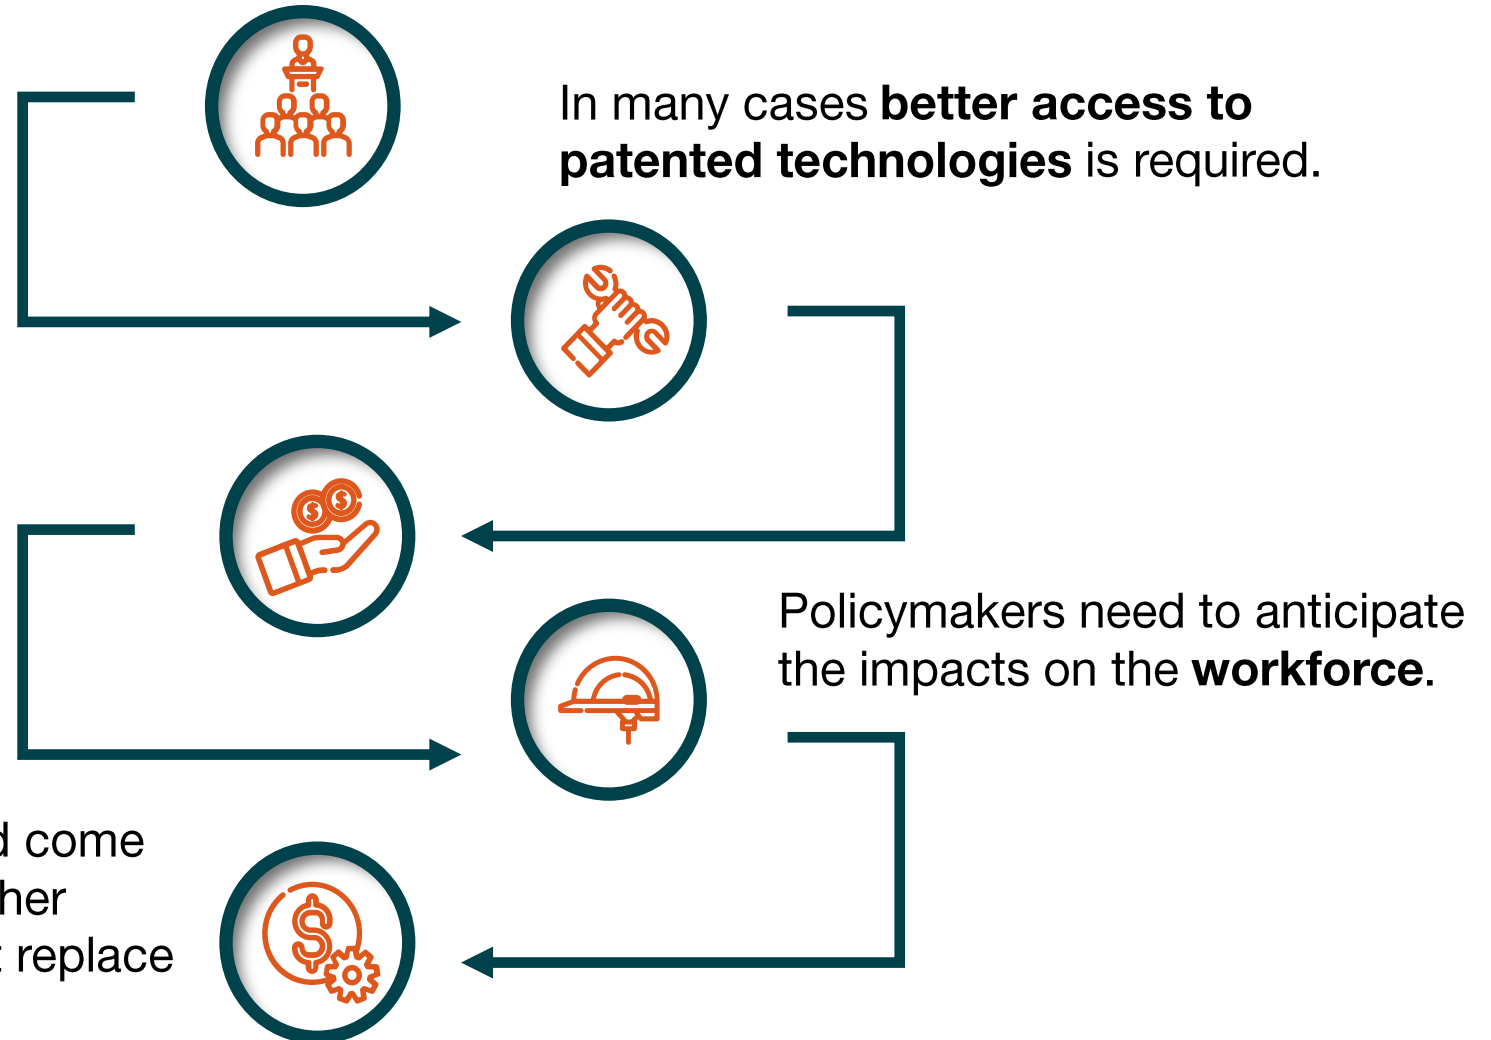 In many cases better access to
patented technologies is required.
Policymakers need to anticipate
the impacts on the workforce.
come
replace